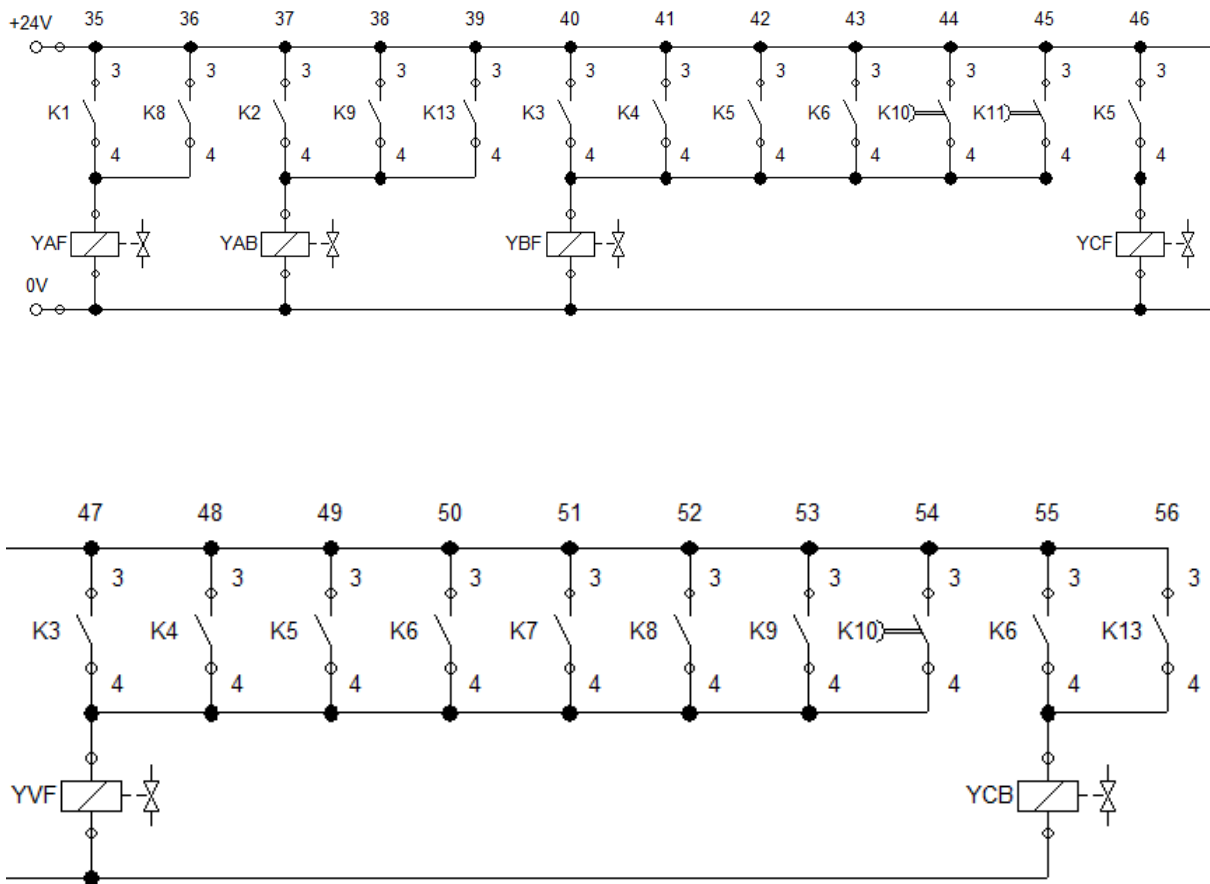 +24V 35 36 37 38 39 40 41 42 43 44 45 46
3 3 3 3 3 3 3 3 3 3 3 3
K1 K8 K2 K9 K13 K3 K4 K5 K6 K10 K11 K5
4 4 4 4 4 4 4 4 4 4 4 4
YAF YAB YBF YCF
0V
47 48 49 50 51 52 53 54 55 56
3 3 3 3 3 3 3 3 3 3
K3 K4 K5 K6 K7 K8 K9 K10 K6 K13
4 4 4 4 4 4 4 4 4 4
YVF YCB